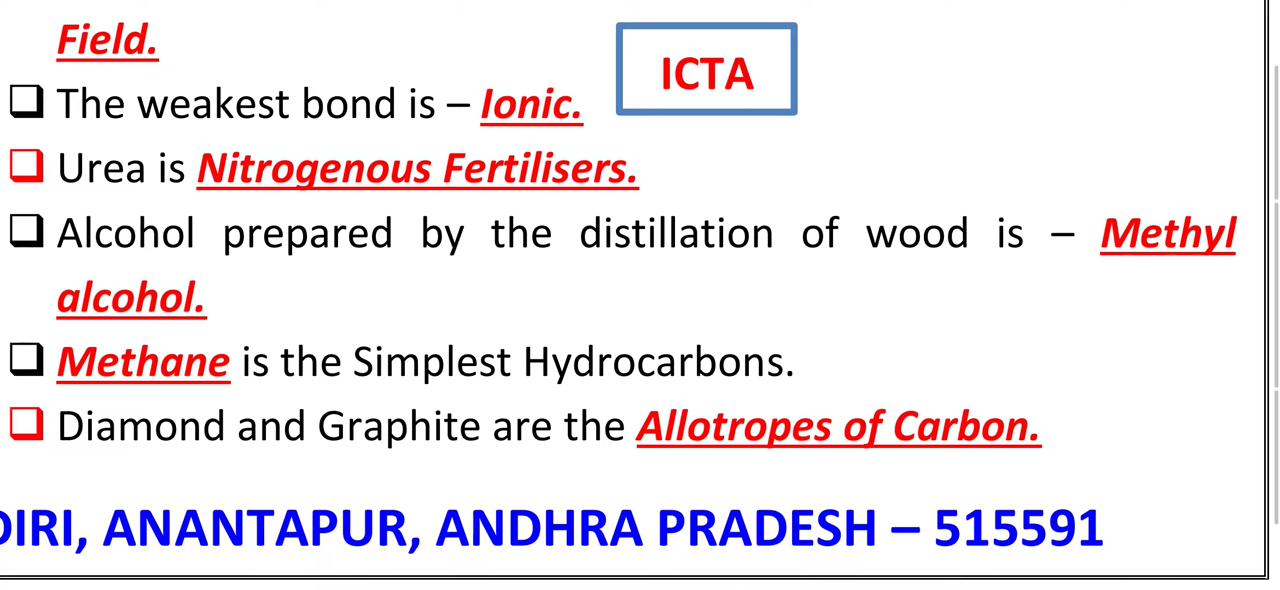 Field.
ICTA
❑ The weakest bond is – Ionic.
❑ Urea is Nitrogenous Fertilisers.
❑ Alcohol prepared by the distillation of wood is – Methyl
alcohol.
❑ Methane is the Simplest Hydrocarbons.
❑ Diamond and Graphite are the Allotropes of Carbon.
DIRI, ANANTAPUR, ANDHRA PRADESH – 515591